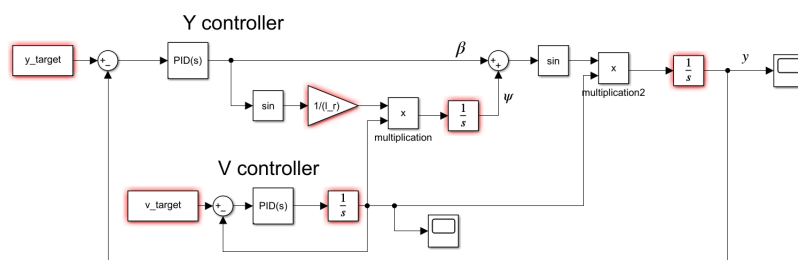 Y controller
y_target
+
−
PID(s)
β
+
+
sin
x
multiplication2
1
s
y
sin
1/(l_r)
x
multiplication
1
s
ψ
V controller
v_target
+
−
PID(s)
1
s